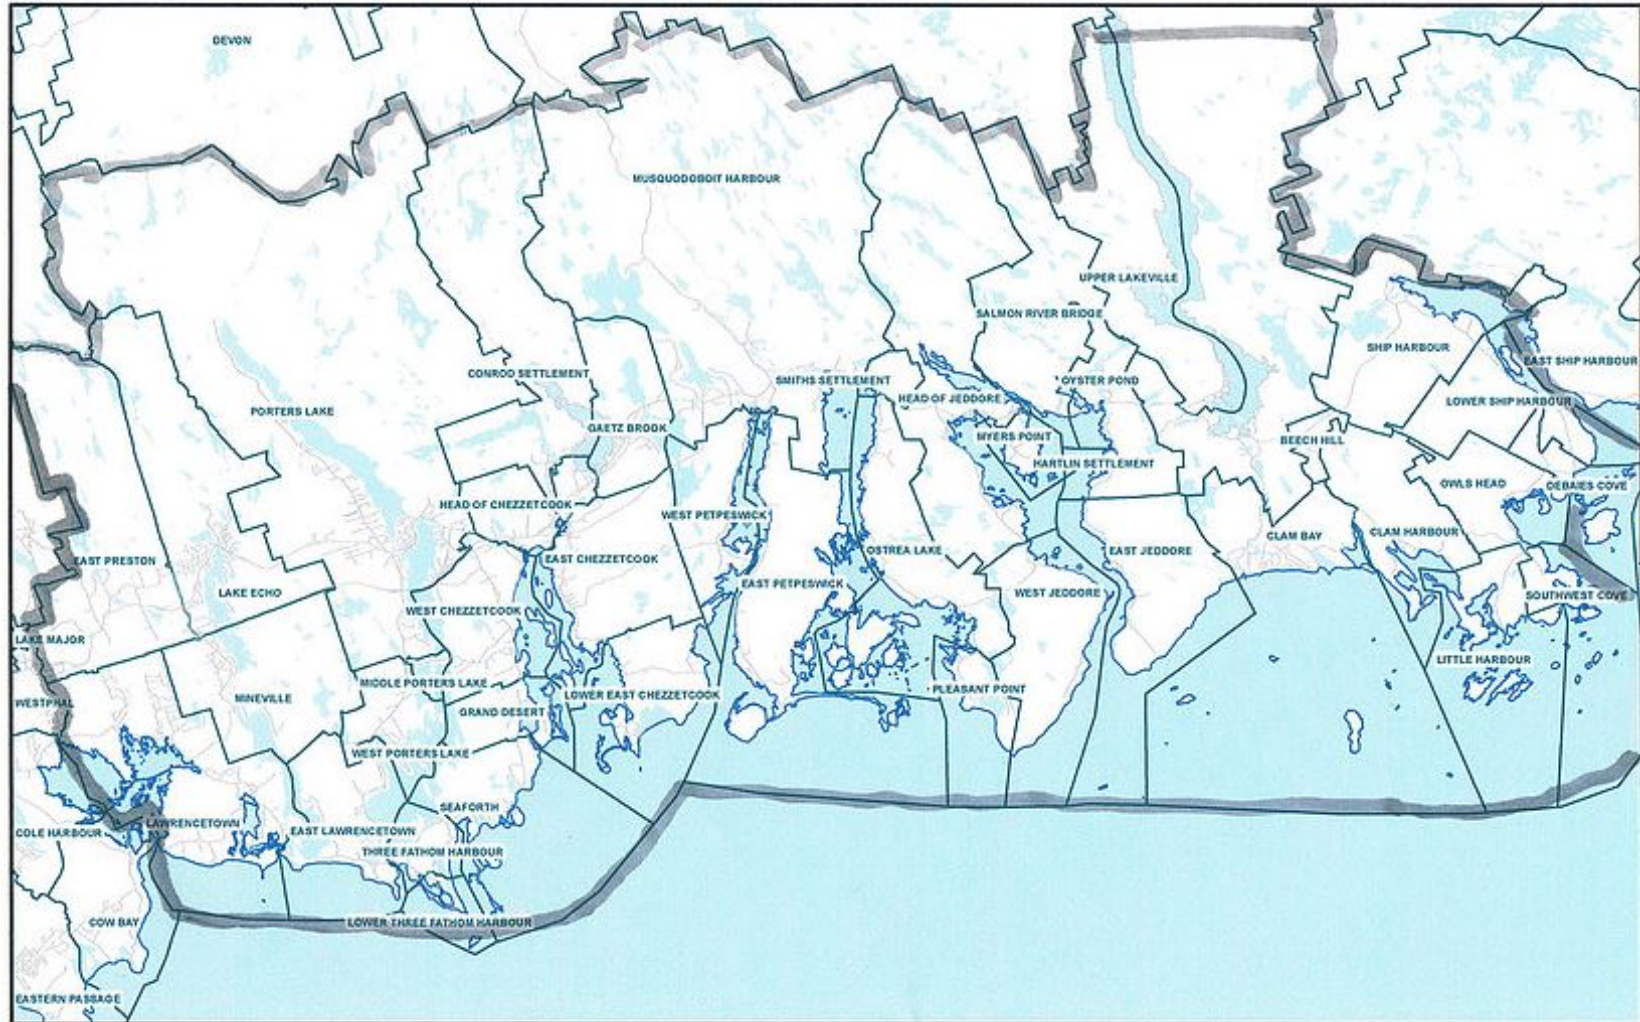 DEVON
MUSQUODOBOIT HARBOUR
UPPER LAKEVILLE
SALMON RIVER BRIDGE
SHIP HARBOUR
EAST SHIP HARBOUR
CONROD SETTLEMENT
SMITHS SETTLEMENT
OYSTER POND
HEAD OF JEDDORE
LOWER SHIP HARBOUR
PORTERS LAKE
GAETZ BROOK
MYERS POINT
BEECH HILL
HARTLIN SETTLEMENT
OWLS HEAD
DEBAIES COVE
HEAD OF CHEZZETCOOK
WEST PETPESWICK
CLAM HARBOUR
CLAM BAY
EAST PRESTON
EAST CHEZZETCOOK
OSTREA LAKE
EAST JEDDORE
LAKE ECHO
EAST PETPESWICK
WEST JEDDORE
SOUTHWEST COVE
WEST CHEZZETCOOK
LAKE MAJOR
LITTLE HARBOUR
MIDDLE PORTERS LAKE
LOWER EAST CHEZZETCOOK
PLEASANT POINT
WESTPHAL
MINEVILLE
GRAND DESERT
WEST PORTERS LAKE
SEAFORTH
COLE HARBOUR
LAWRENCETOWN
EAST LAWRENCETOWN
THREE FATHOM HARBOUR
COW BAY
LOWER THREE FATHOM HARBOUR
EASTERN PASSAGE